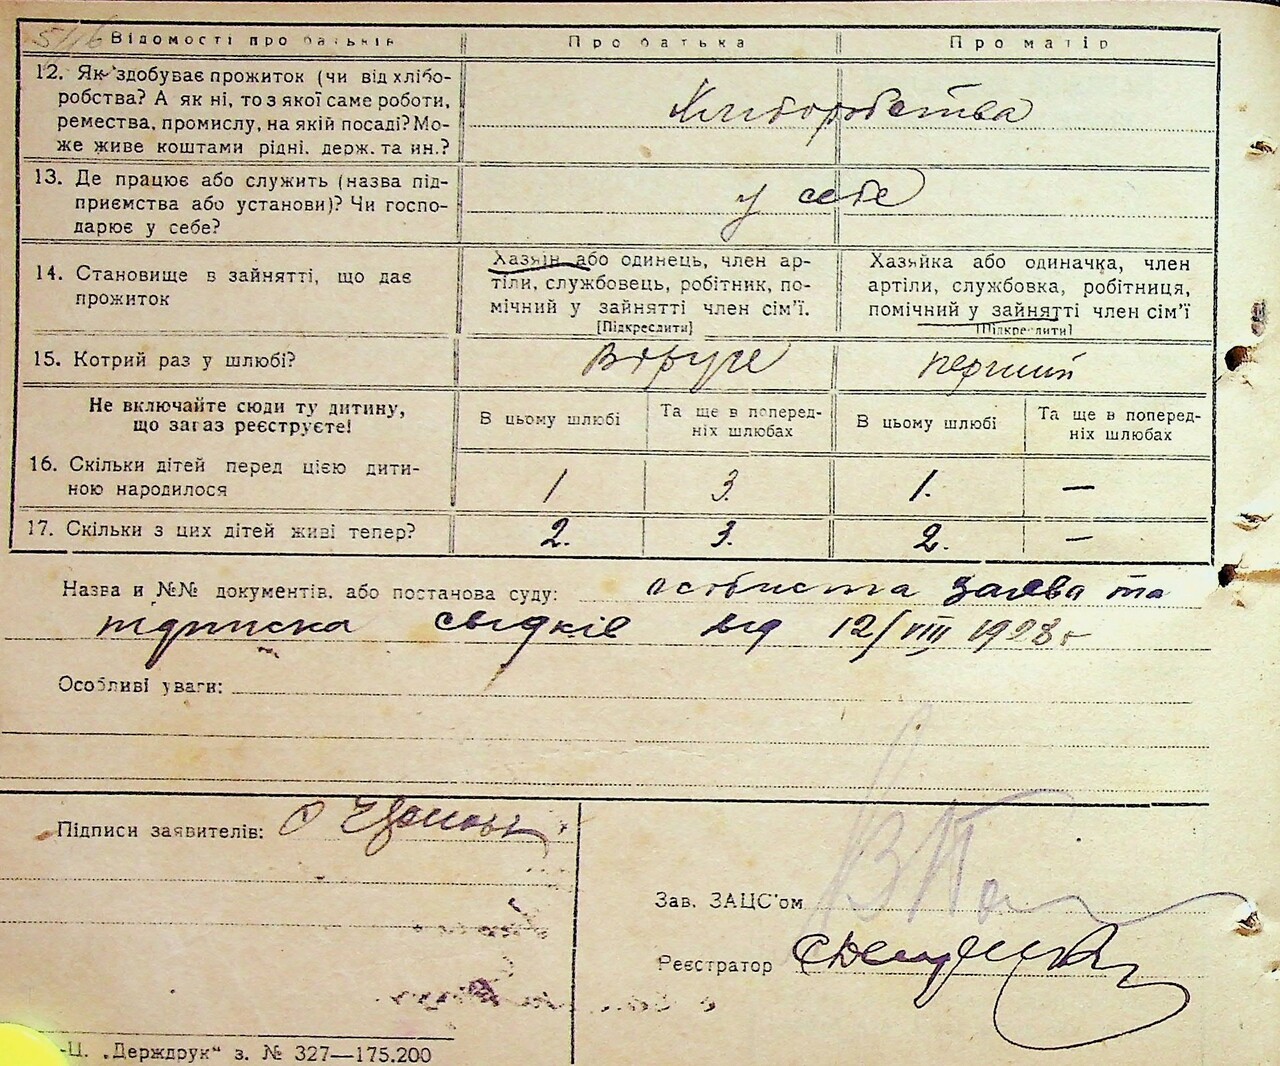 5/16 Відомості про батьків Про батька Про матір
12. Як здобуває прожиток (чи від хлібо-
робства? А як ні, то з якої саме роботи,
ремества, промислу, на якій посаді? Мо-
же живе коштами рідні, держ. та ин.?
Хліборобства
13. Де працює або служить (назва під-
приємства або установи)? Чи госпо-
дарює у себе?
у себе
14. Становище в зайнятті, що дає
прожиток
Хазяїн або одинець, член ар-
тіли, службовець, робітник, по-
мічний у зайнятті член сім'ї.
[Підкреслити]
Хазяйка або одиначка, член
артіли, службовка, робітниця,
помічний у зайнятті член сім'ї
[Підкреслити]
15. Котрий раз у шлюбі? Вдруге перший
Не включайте сюди ту дитину,
що зараз реєструєте!
В цьому шлюбі
Та ще в поперед-
ніх шлюбах
В цьому шлюбі
Та ще в поперед-
ніх шлюбах
16. Скільки дітей перед цією дити-
ною народилося
1 3. 1. —
17. Скільки з цих дітей живі тепер? 2. 3. 2. —
Назва и №№ документів, або постанова суду: особиста заява та
підписка свідків від 12/VIII 1928 г
Особливі уваги:
Підписи заявителів:
Зав. ЗАЦС'ом
Реєстратор
-Ц. „Держдрук“ з. № 327—175.200